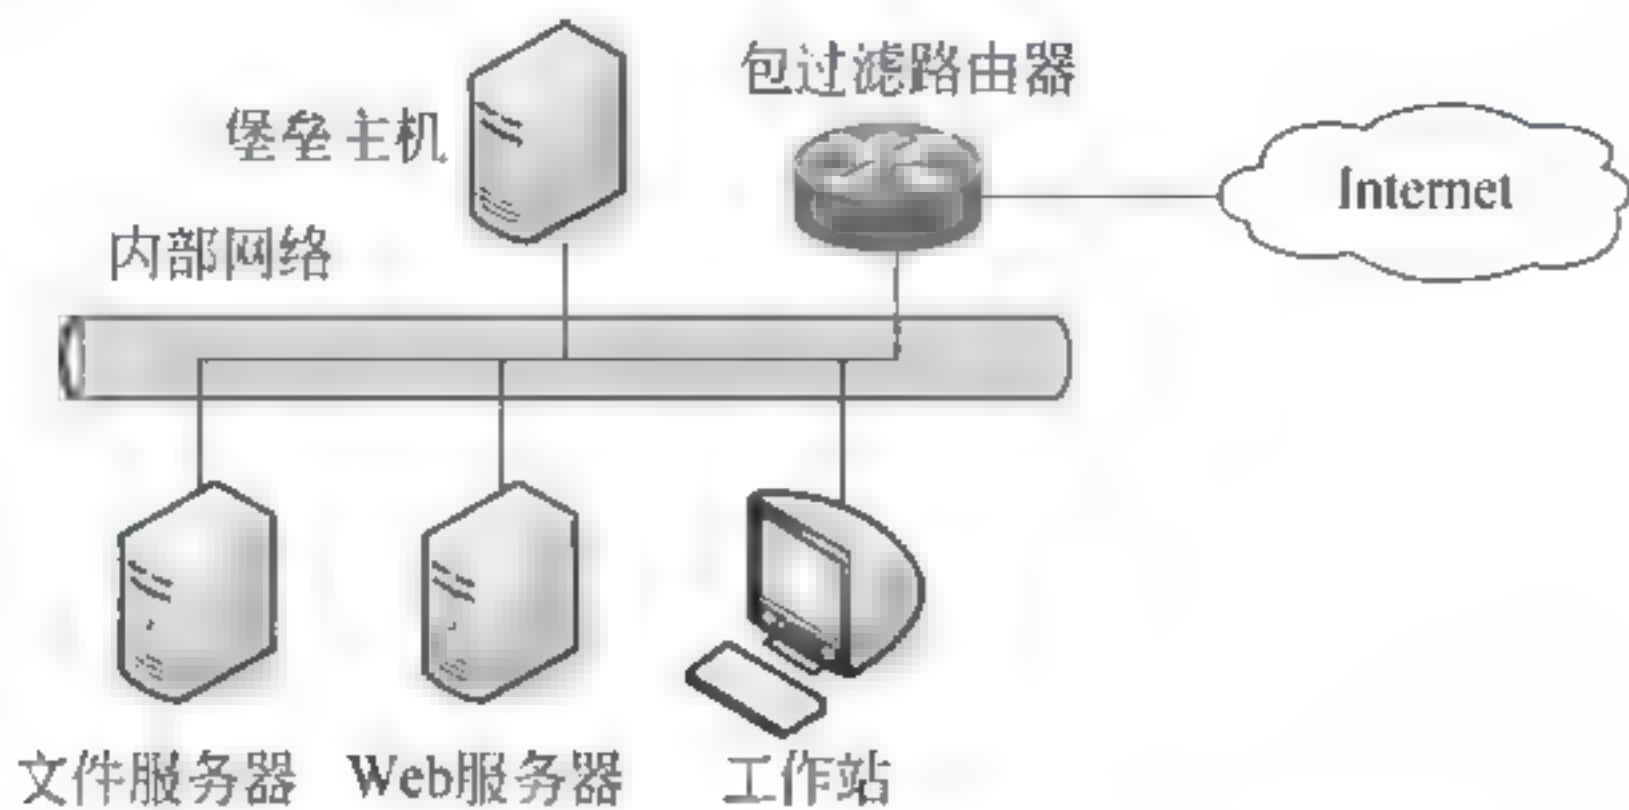 包过滤路由器
堡垒主机
Internet
内部网络
文件服务器
Web服务器
工作站